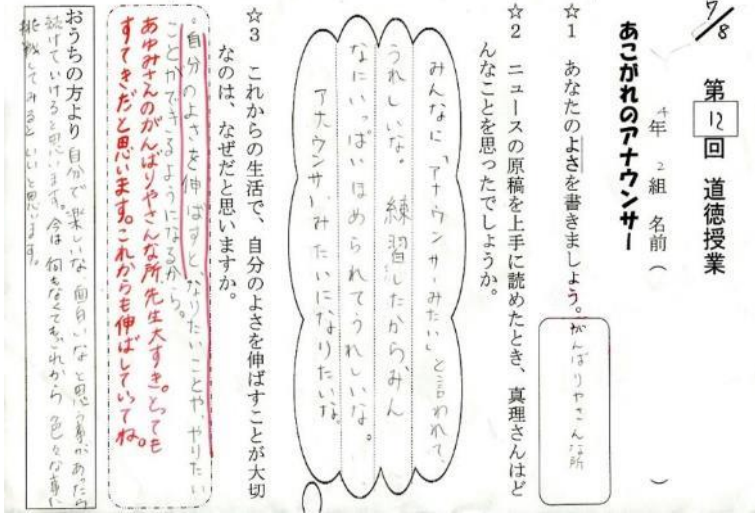 7/8
第12回 道徳授業
4年 2組 名前( )
あこがれのアナウンサー
☆1 あなたのよさを書きましょう。
がんばりやさんな所
☆2 ニュースの原稿を上手に読めたとき、真理さんはど
んなことを思ったでしょうか。
みんなに「アナウンサーみたい」と言われて、
うれしいな。 練習したからみん
なにいっぱいほめられてうれしいな。
アナウンサーみたいになりたいな。
☆3 これからの生活で、自分のよさを伸ばすことが大切
なのは、なぜだと思いますか。
自分のよさを伸ばすと、なりたいことや、やりたい
ことができるようになるから。
あゆみさんのがんばりやさんな所、先生大すき。とっても
すてきだと思います。これからも伸ばしていってね。
おうちの方より 自分で楽しいな面白いなと思う事があったら
続けていけると思います。今は何もなくてもこれから 色々な事に
挑戦してみるといいと思います。